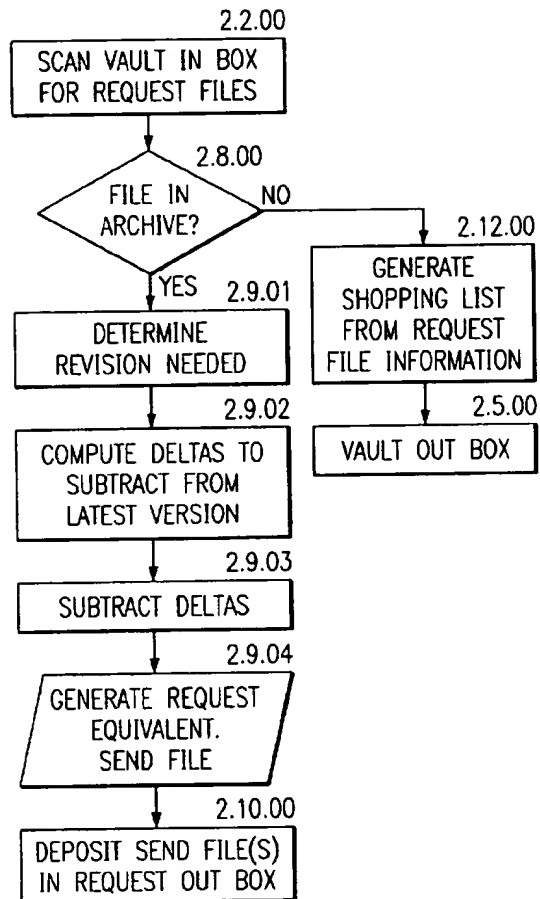 2.2.00
SCAN VAULT IN BOX
FOR REQUEST FILES
2.8.00
FILE IN
ARCHIVE?
NO
YES
2.12.00
GENERATE
SHOPPING LIST
FROM REQUEST
FILE INFORMATION
2.5.00
VAULT OUT BOX
2.9.01
DETERMINE
REVISION NEEDED
2.9.02
COMPUTE DELTAS TO
SUBTRACT FROM
LATEST VERSION
2.9.03
SUBTRACT DELTAS
2.9.04
GENERATE REQUEST
EQUIVALENT.
SEND FILE
2.10.00
DEPOSIT SEND FILE(S)
IN REQUEST OUT BOX